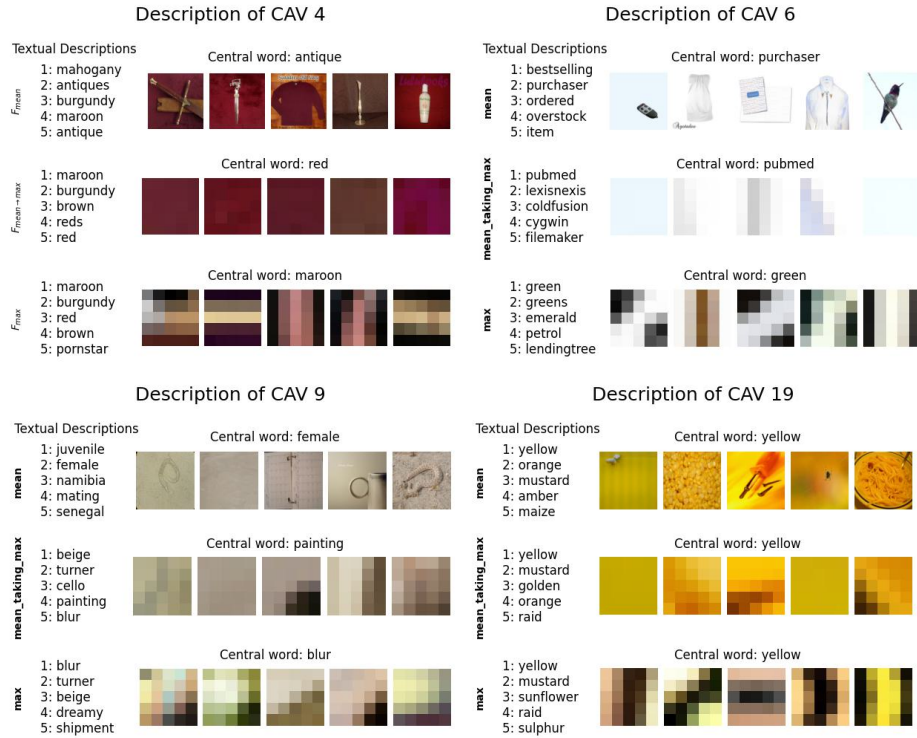 Description of CAV 4
Textual Descriptions
Central word: antique
F_mean
1: mahogany
2: antiques
3: burgundy
4: maroon
5: antique
Central word: red
F_mean→max
1: maroon
2: burgundy
3: brown
4: reds
5: red
Central word: maroon
F_max
1: maroon
2: burgundy
3: red
4: brown
5: pornstar
Description of CAV 6
Textual Descriptions
Central word: purchaser
mean
1: bestselling
2: purchaser
3: ordered
4: overstock
5: item
Central word: pubmed
mean_taking_max
1: pubmed
2: lexisnexis
3: coldfusion
4: cygwin
5: filemaker
Central word: green
max
1: green
2: greens
3: emerald
4: petrol
5: lendingtree
Description of CAV 9
Textual Descriptions
Central word: female
mean
1: juvenile
2: female
3: namibia
4: mating
5: senegal
Central word: painting
mean_taking_max
1: beige
2: turner
3: cello
4: painting
5: blur
Central word: blur
max
1: blur
2: turner
3: beige
4: dreamy
5: shipment
Description of CAV 19
Textual Descriptions
Central word: yellow
mean
1: yellow
2: orange
3: mustard
4: amber
5: maize
Central word: yellow
mean_taking_max
1: yellow
2: mustard
3: golden
4: orange
5: raid
Central word: yellow
max
1: yellow
2: mustard
3: sunflower
4: raid
5: sulphur